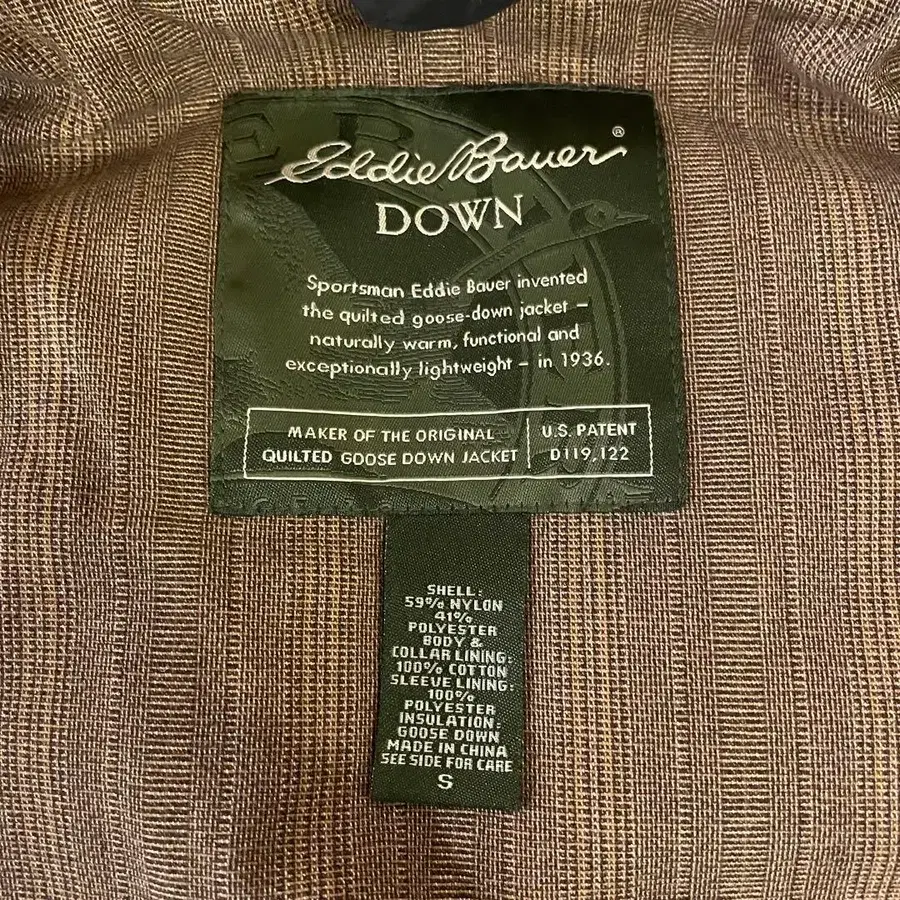 Eddie Bauer ®
DOWN
Sportsman Eddie Bauer invented
the quilted goose-down jacket –
naturally warm, functional and
exceptionally lightweight – in 1936.
MAKER OF THE ORIGINAL
QUILTED GOOSE DOWN JACKET
U.S. PATENT
D119,122
SHELL:
59% NYLON
41%
POLYESTER
BODY &
COLLAR LINING:
100% COTTON
SLEEVE LINING:
100%
POLYESTER
INSULATION:
GOOSE DOWN
MADE IN CHINA
SEE SIDE FOR CARE
S